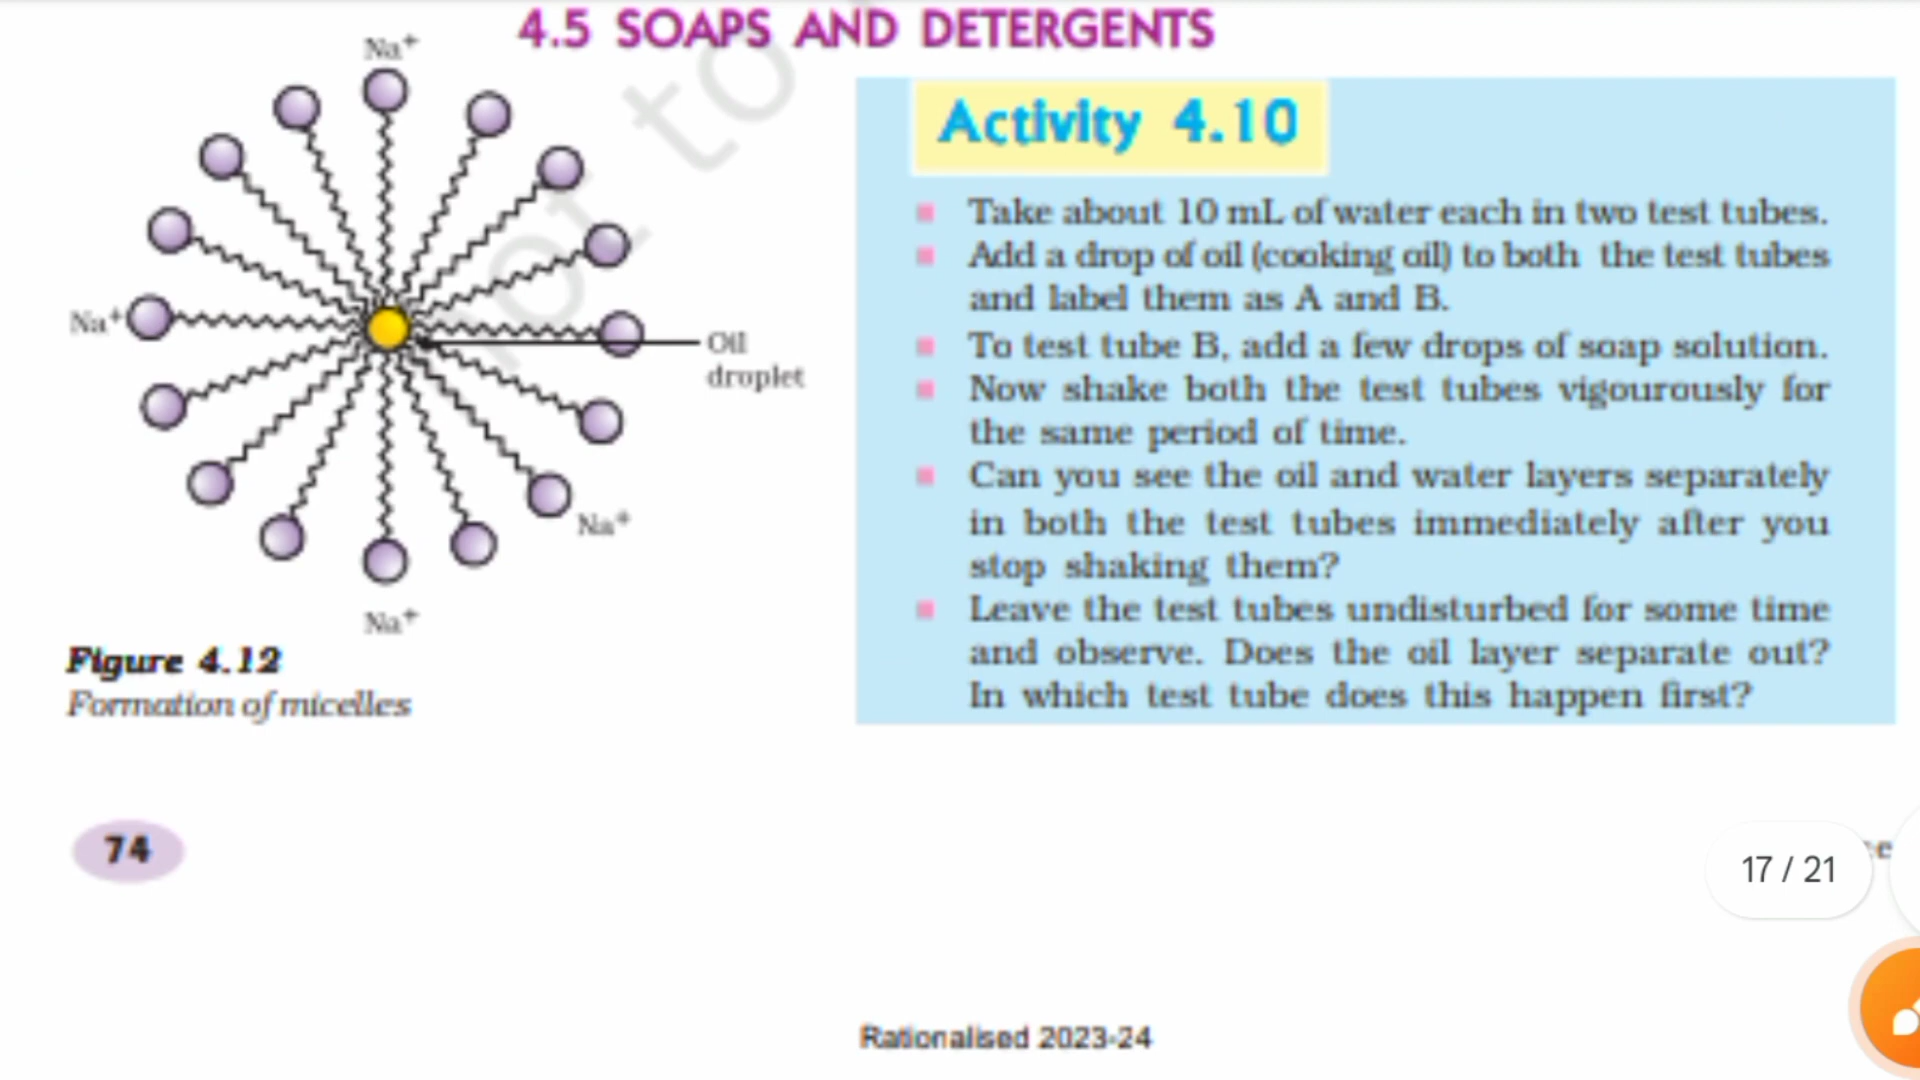 4.5 SOAPS AND DETERGENTS
Na⁺
Na⁺
Oil
droplet
Na⁺
Na⁺
Figure 4.12
Formation of micelles
Activity 4.10
Take about 10 mL of water each in two test tubes.
Add a drop of oil (cooking oil) to both the test tubes
and label them as A and B.
To test tube B, add a few drops of soap solution.
Now shake both the test tubes vigourously for
the same period of time.
Can you see the oil and water layers separately
in both the test tubes immediately after you
stop shaking them?
Leave the test tubes undisturbed for some time
and observe. Does the oil layer separate out?
In which test tube does this happen first?
74
17 / 21
Rationalised 2023-24
not to